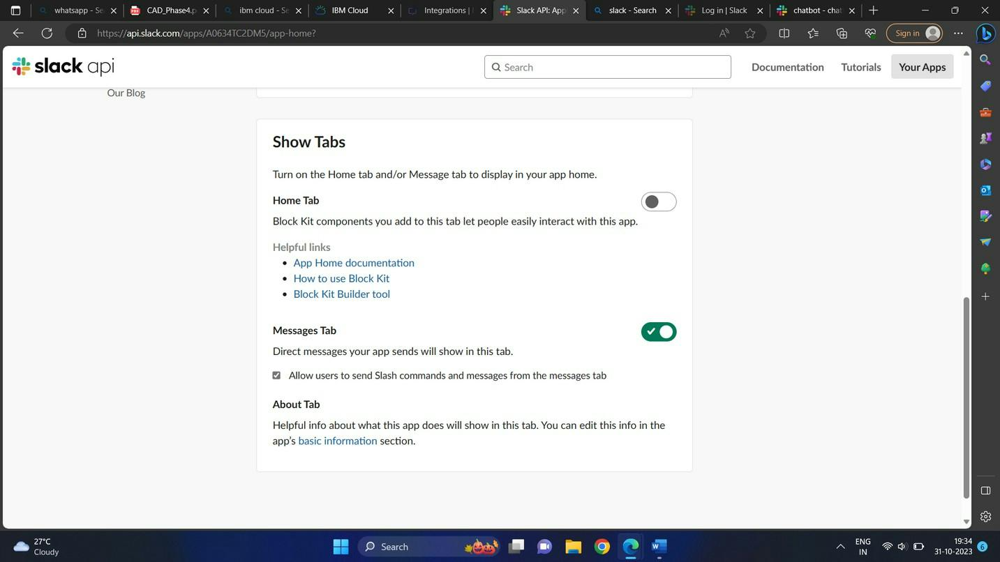 whatsapp - Se
CAD_Phase4.p
ibm cloud - Se
IBM Cloud
Integrations |
Slack API: App
slack - Search
Log in | Slack
chatbot - chat
https://api.slack.com/apps/A0634TC2DM5/app-home?
Sign in
slack api
Search
Documentation
Tutorials
Your Apps
Our Blog
Show Tabs
Turn on the Home tab and/or Message tab to display in your app home.
Home Tab
Block Kit components you add to this tab let people easily interact with this app.
Helpful links
• App Home documentation
• How to use Block Kit
• Block Kit Builder tool
Messages Tab
Direct messages your app sends will show in this tab.
Allow users to send Slash commands and messages from the messages tab
About Tab
Helpful info about what this app does will show in this tab. You can edit this info in the
app’s basic information section.
27°C
Cloudy
Search
ENG
IN
19:34
31-10-2023
6